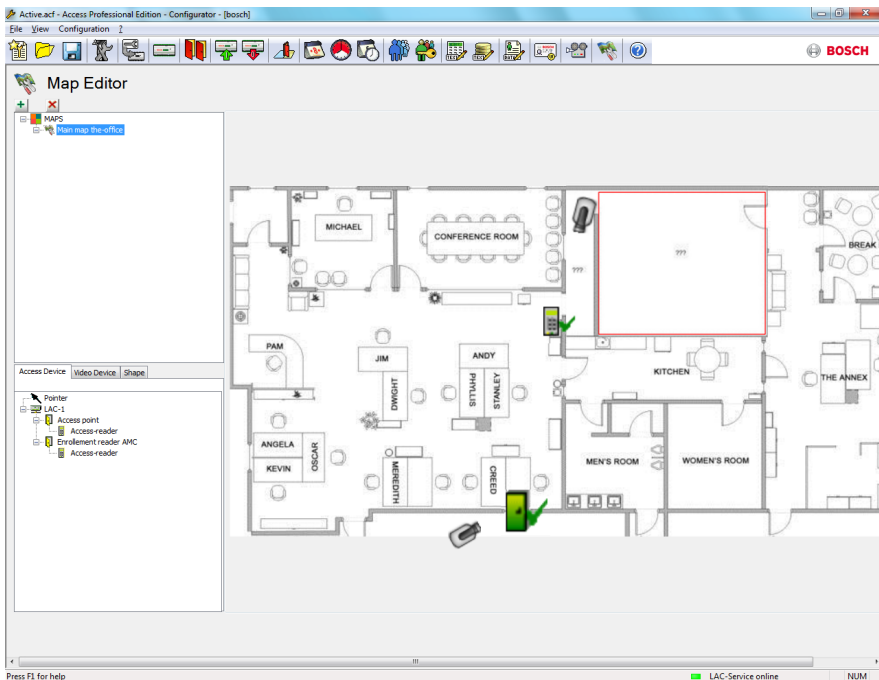 Active.acf - Access Professional Edition - Configurator - [bosch]
File View Configuration ?
BOSCH
Map Editor
MAPS
Main map the-office
MICHAEL
CONFERENCE ROOM
???
???
BREAK
PAM
JIM
ANDY
KITCHEN
THE ANNEX
DWIGHT
PHYLLIS
STANLEY
Access Device Video Device Shape
Pointer
LAC-1
Access point
Access-reader
Enrollement reader AMC
Access-reader
ANGELA
OSCAR
KEVIN
MEREDITH
CREED
MEN'S ROOM
WOMEN'S ROOM
Press F1 for help
LAC-Service online
NUM